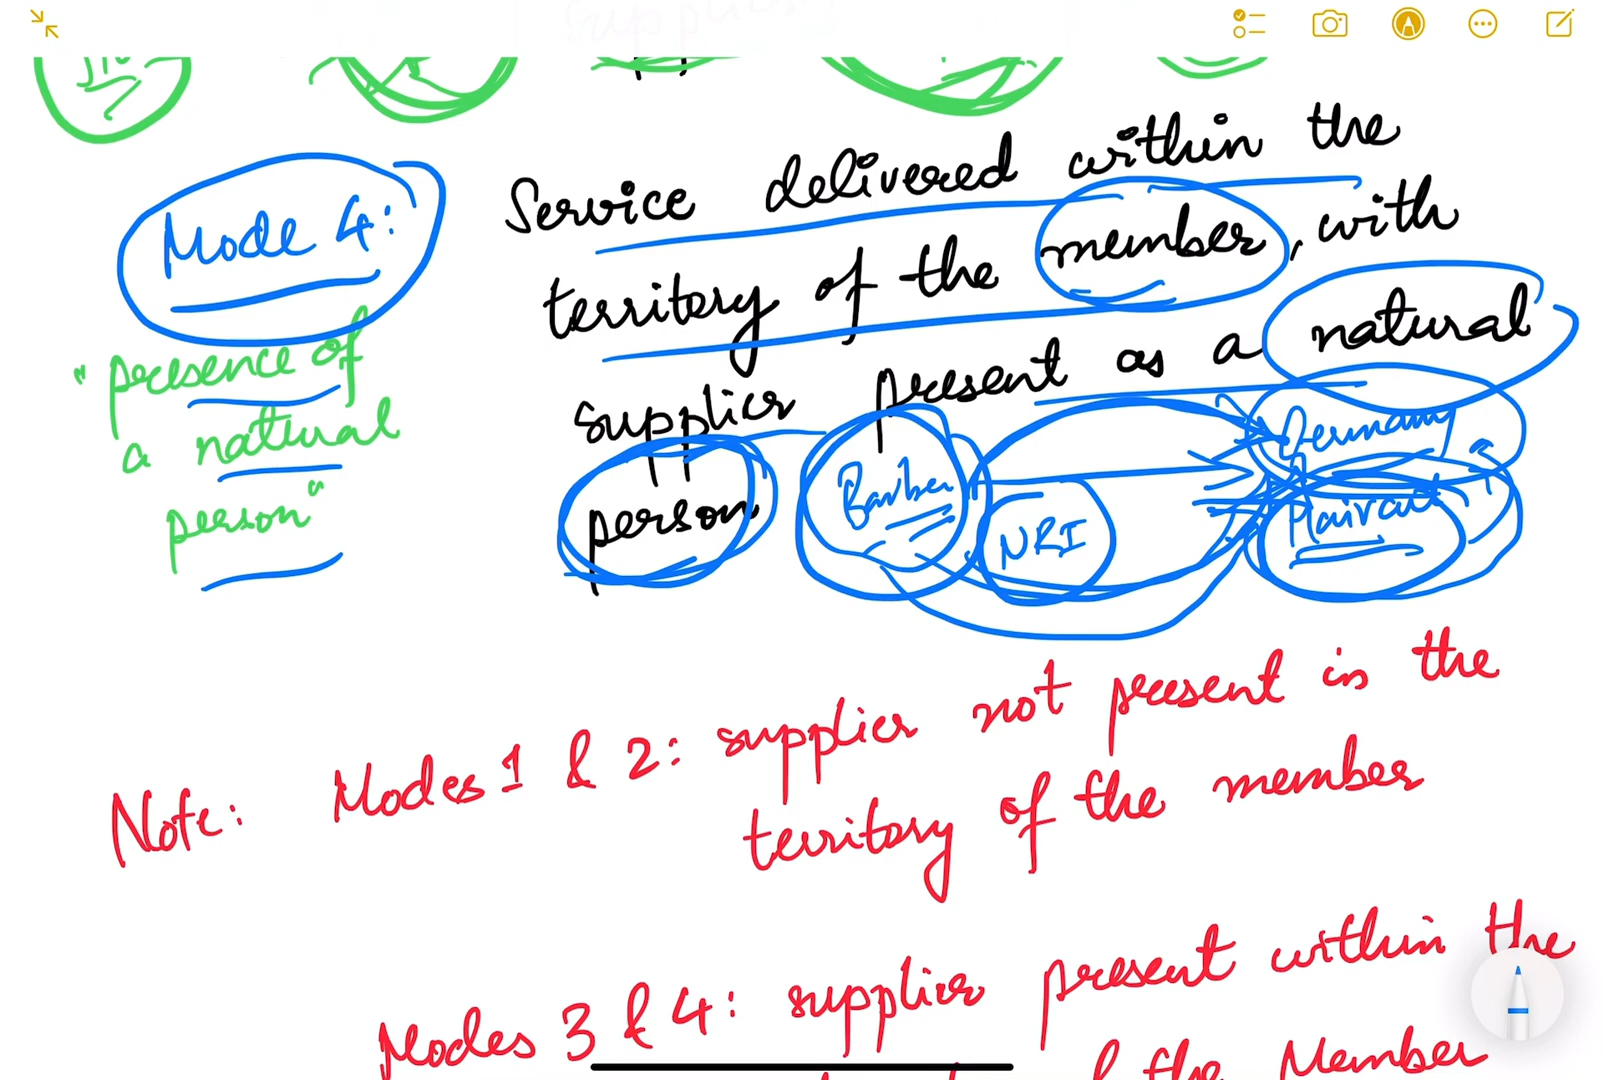 Mode 4:
"presence of
a natural
person"
Service delivered within the
territory of the member, with
supplier present as a natural
person
Barber
NRI
Germany
Haircut
Note: Modes 1 & 2: supplier not present in the
territory of the member
Modes 3 & 4: supplier present within the
the Member